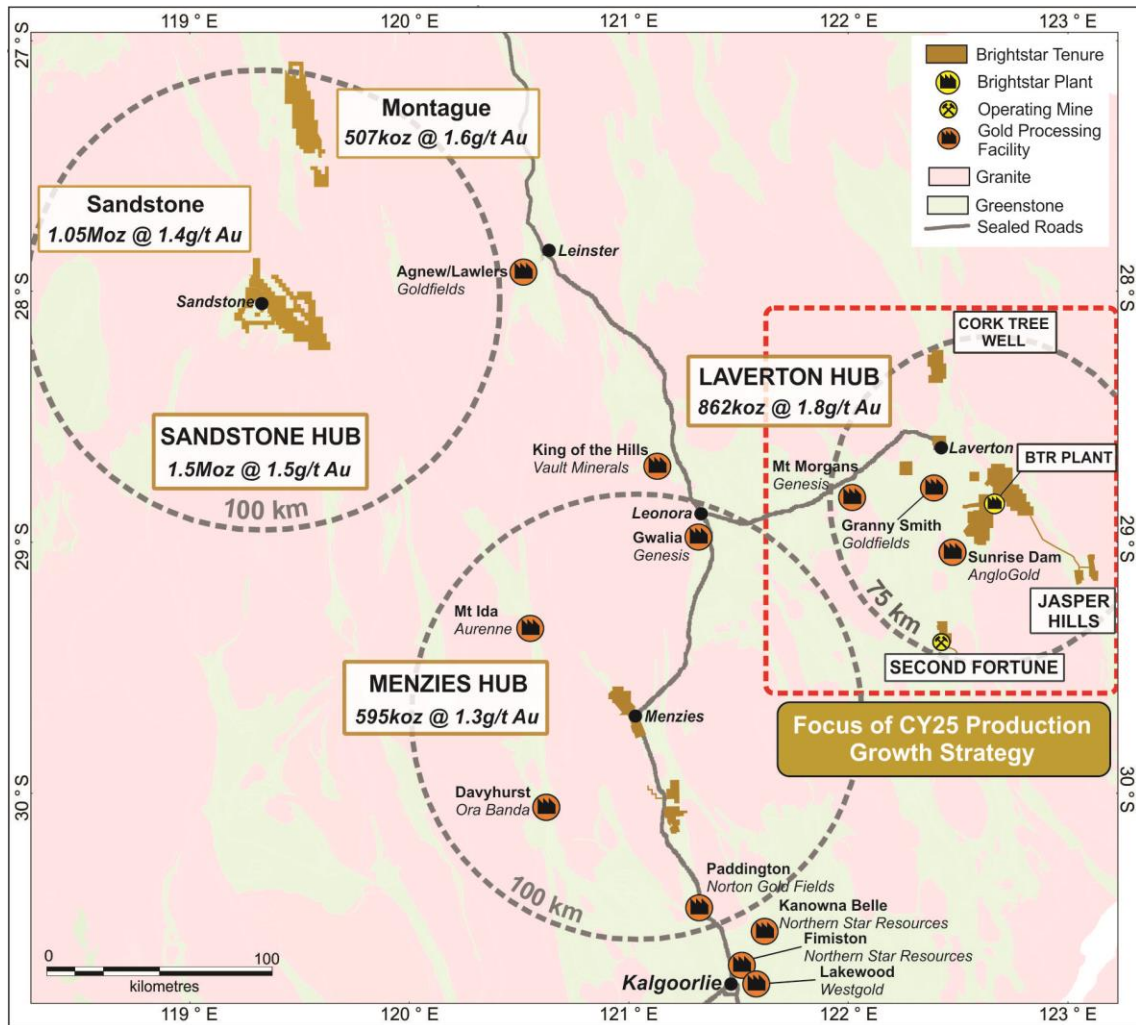 119 ° E
120 ° E
121 ° E
122 ° E
123 ° E
27° S
28° S
29° S
30° S
28° S
29° S
30° S
119 ° E
120 ° E
121 ° E
122 ° E
123 ° E
Brightstar Tenure
Brightstar Plant
Operating Mine
Gold Processing
Facility
Granite
Greenstone
Sealed Roads
Montague
507koz @ 1.6g/t Au
Sandstone
1.05Moz @ 1.4g/t Au
Sandstone
SANDSTONE HUB
1.5Moz @ 1.5g/t Au
100 km
Leinster
Agnew/Lawlers
Goldfields
CORK TREE
WELL
LAVERTON HUB
862koz @ 1.8g/t Au
Laverton
BTR PLANT
King of the Hills
Vault Minerals
Mt Morgans
Genesis
Granny Smith
Goldfields
Leonora
Gwalia
Genesis
Sunrise Dam
AngloGold
JASPER
HILLS
75 km
SECOND FORTUNE
Mt Ida
Aurenne
MENZIES HUB
595koz @ 1.3g/t Au
Menzies
Focus of CY25 Production
Growth Strategy
Davyhurst
Ora Banda
100 km
Paddington
Norton Gold Fields
Kanowna Belle
Northern Star Resources
Fimiston
Northern Star Resources
Kalgoorlie
Lakewood
Westgold
0
100
kilometres